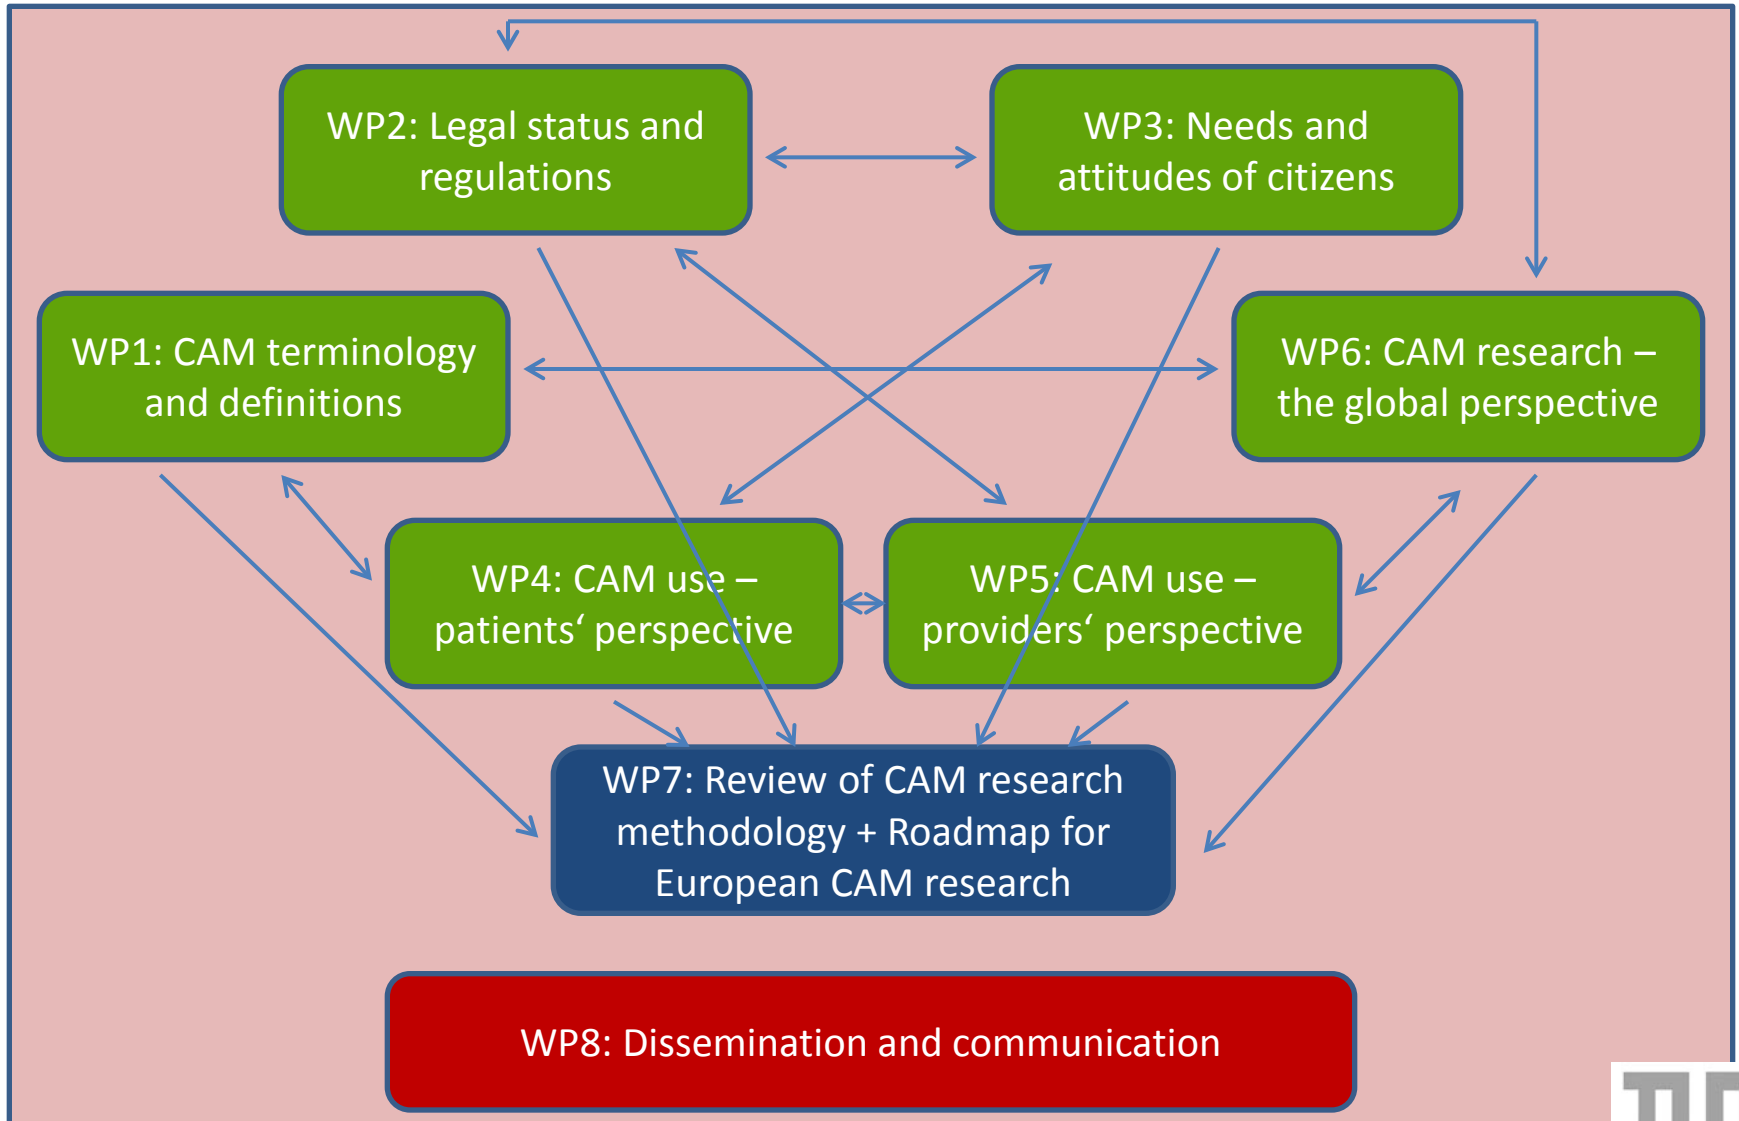 WP2: Legal status and
regulations
WP3: Needs and
attitudes of citizens
WP1: CAM terminology
and definitions
WP6: CAM research –
the global perspective
WP4: CAM use –
patients‘ perspective
WP5: CAM use –
providers‘ perspective
WP7: Review of CAM research
methodology + Roadmap for
European CAM research
WP8: Dissemination and communication